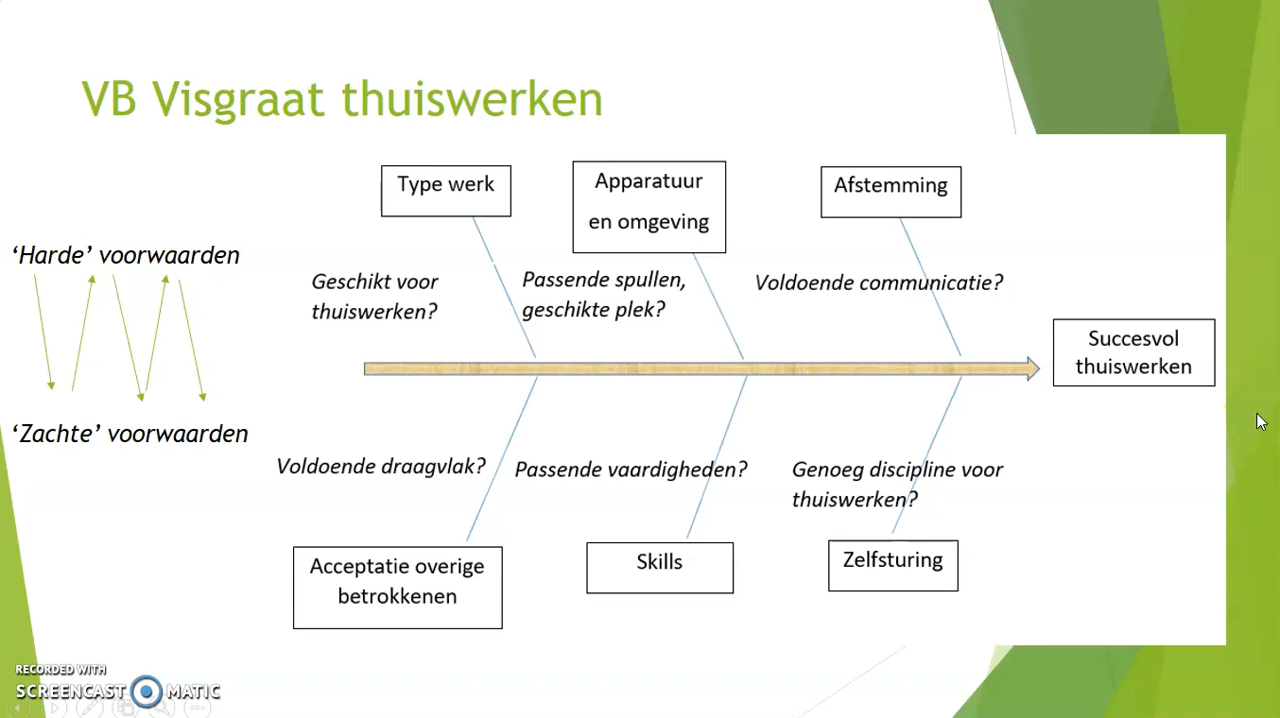 VB Visgraat thuiswerken
Type werk
Apparatuur
en omgeving
Afstemming
‘Harde’ voorwaarden
Geschikt voor
thuiswerken?
Passende spullen,
geschikte plek?
Voldoende communicatie?
Succesvol
thuiswerken
‘Zachte’ voorwaarden
Voldoende draagvlak?
Passende vaardigheden?
Genoeg discipline voor
thuiswerken?
Acceptatie overige
betrokkenen
Skills
Zelfsturing
RECORDED WITH
SCREENCAST MATIC